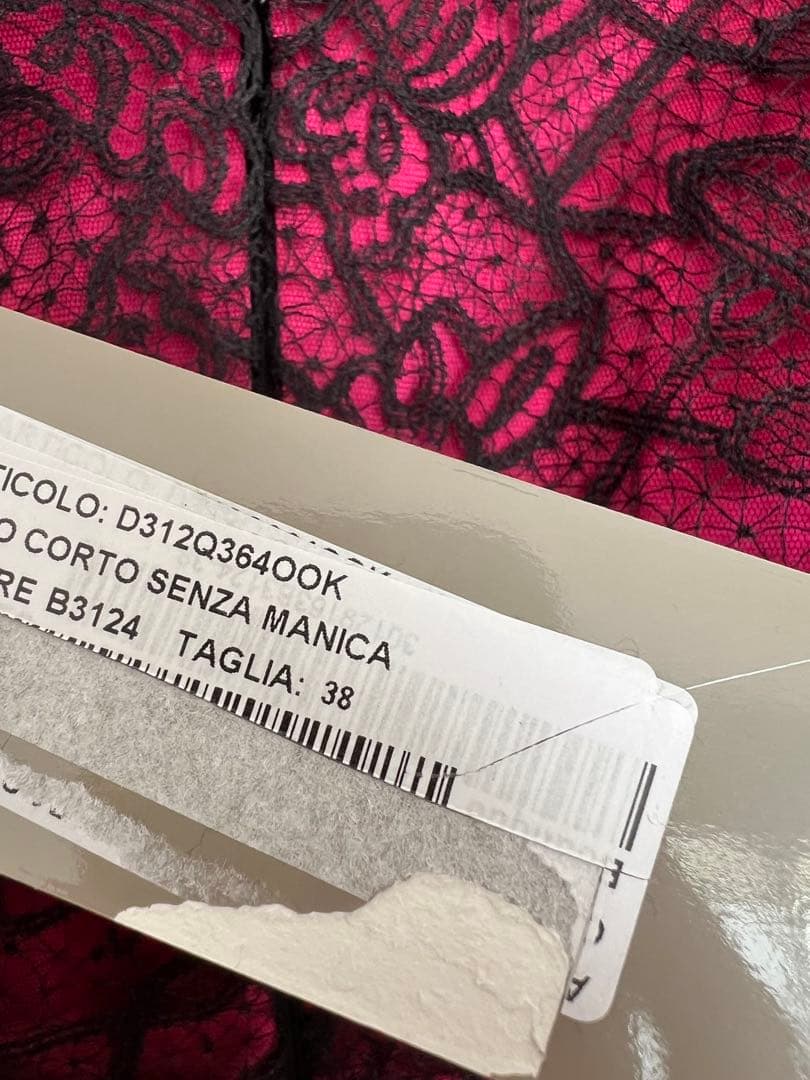 TICOLO: D312Q364OOK
O CORTO SENZA MANICA
RE B3124 TAGLIA: 38